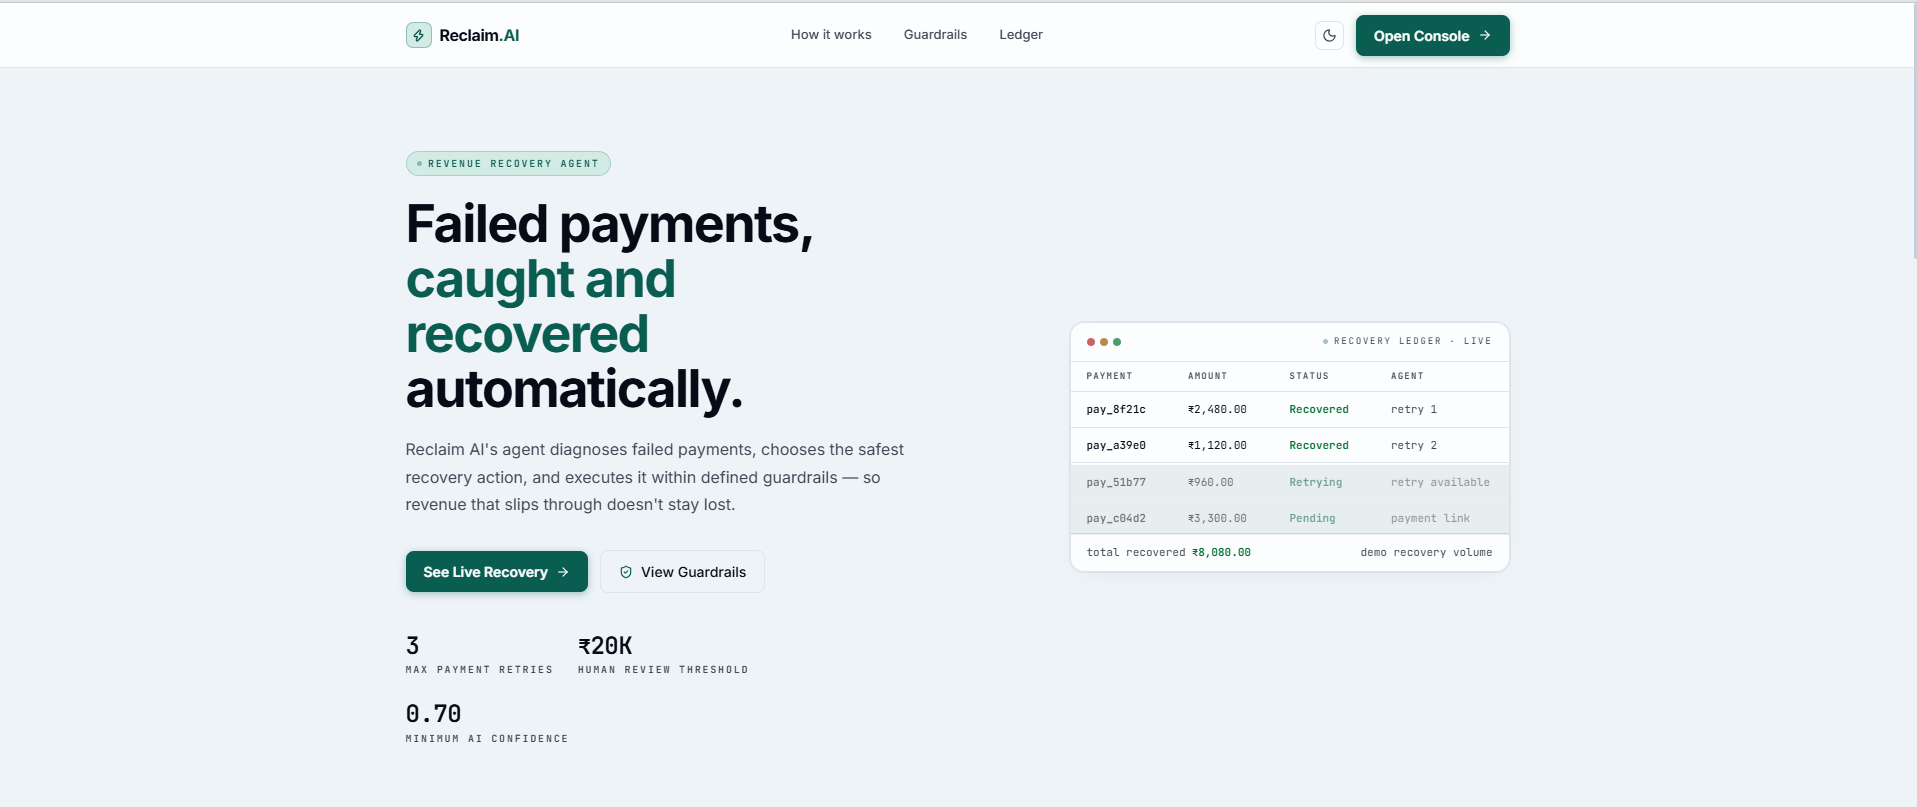 Reclaim.AI
How it works
Guardrails
Ledger
Open Console
REVENUE RECOVERY AGENT
Failed payments,
caught and
recovered
automatically.
Reclaim AI's agent diagnoses failed payments, chooses the safest
recovery action, and executes it within defined guardrails — so
revenue that slips through doesn't stay lost.
See Live Recovery
View Guardrails
3
MAX PAYMENT RETRIES
₹20K
HUMAN REVIEW THRESHOLD
0.70
MINIMUM AI CONFIDENCE
RECOVERY LEDGER · LIVE
PAYMENT AMOUNT STATUS AGENT
pay_8f21c ₹2,480.00 Recovered retry 1
pay_a39e0 ₹1,120.00 Recovered retry 2
pay_51b77 ₹960.00 Retrying retry available
pay_c04d2 ₹3,300.00 Pending payment link
total recovered ₹8,080.00 demo recovery volume